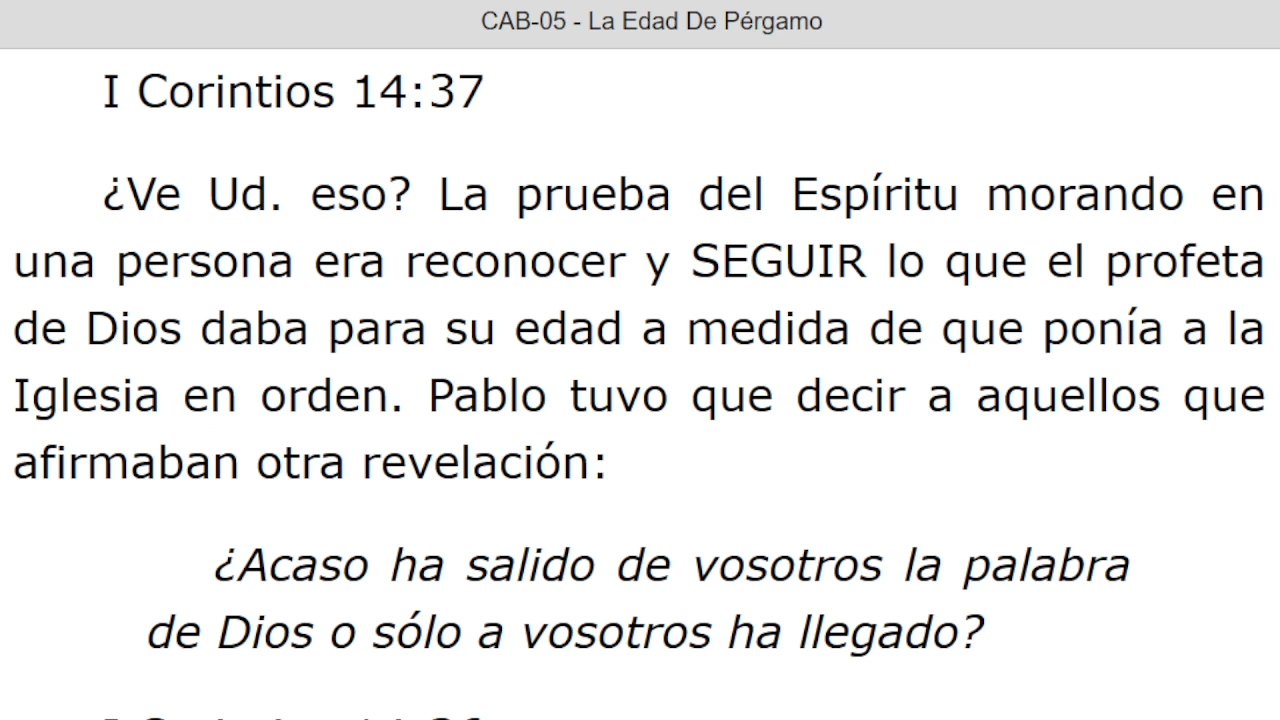 CAB-05 - La Edad De Pérgamo
I Corintios 14:37
¿Ve Ud. eso? La prueba del Espíritu morando en
una persona era reconocer y SEGUIR lo que el profeta
de Dios daba para su edad a medida de que ponía a la
Iglesia en orden. Pablo tuvo que decir a aquellos que
afirmaban otra revelación:
¿Acaso ha salido de vosotros la palabra
de Dios o sólo a vosotros ha llegado?